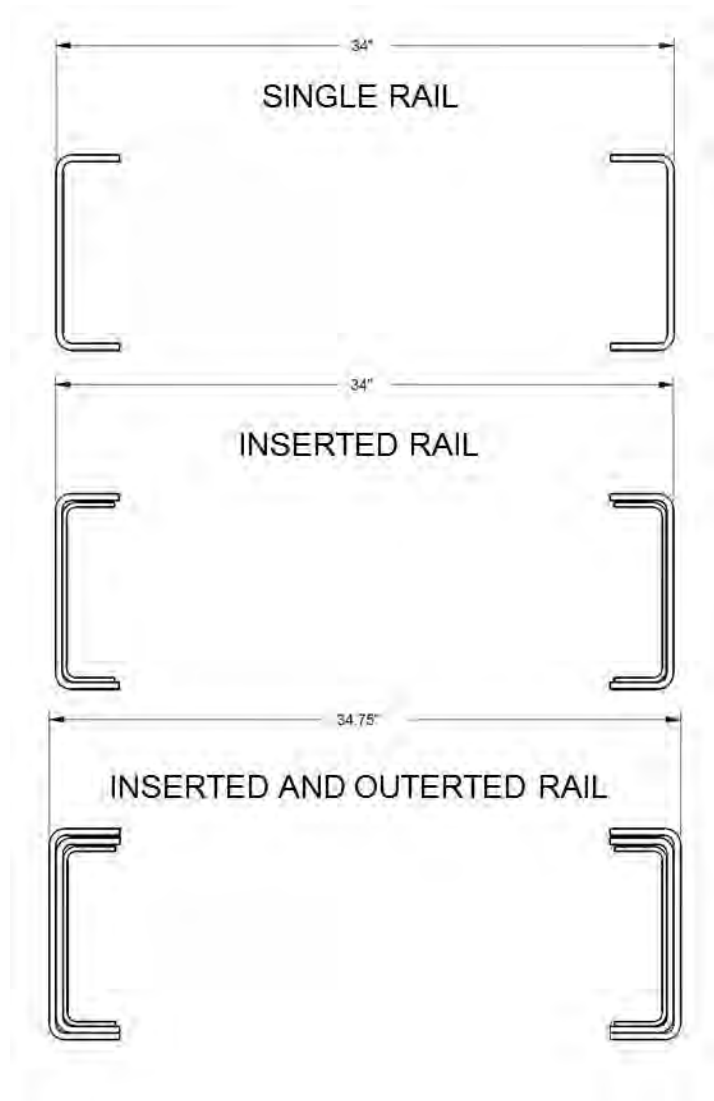 34"
SINGLE RAIL
34"
INSERTED RAIL
34.75"
INSERTED AND OUTERTED RAIL